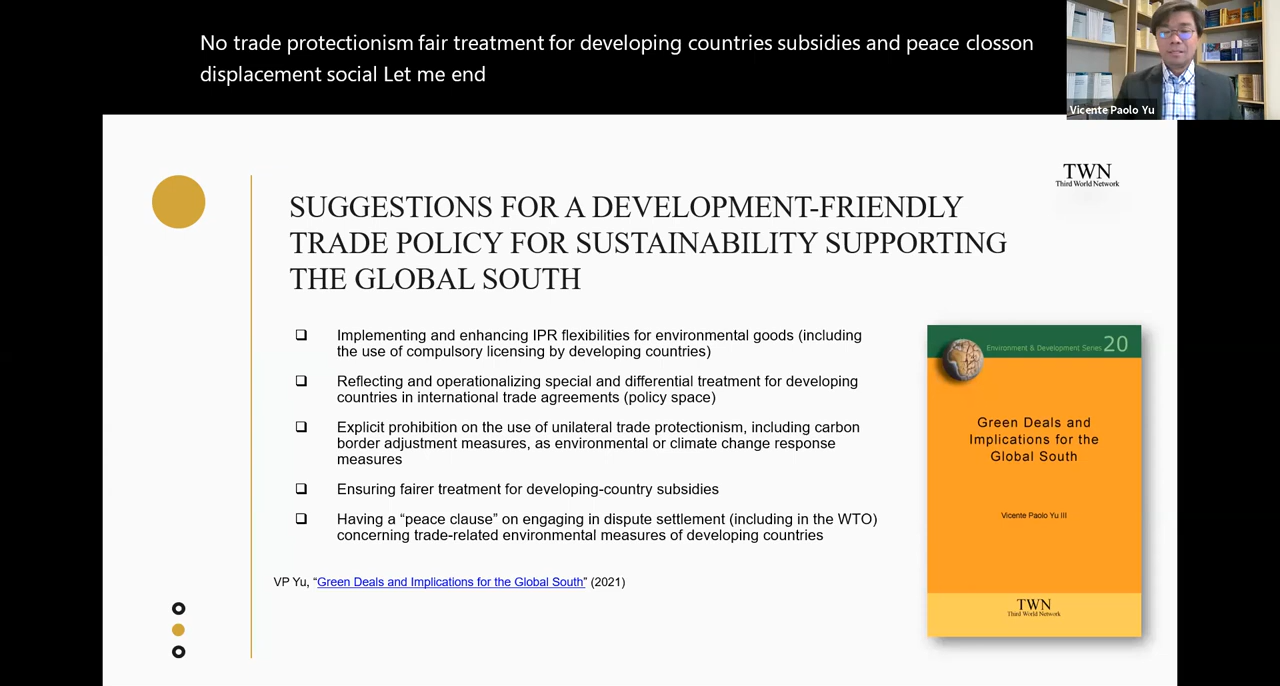 No trade protectionism fair treatment for developing countries subsidies and peace closson
displacement social Let me end
Vicente Paolo Yu
TWN
Third World Network
SUGGESTIONS FOR A DEVELOPMENT-FRIENDLY
TRADE POLICY FOR SUSTAINABILITY SUPPORTING
THE GLOBAL SOUTH
Implementing and enhancing IPR flexibilities for environmental goods (including
the use of compulsory licensing by developing countries)
Reflecting and operationalizing special and differential treatment for developing
countries in international trade agreements (policy space)
Explicit prohibition on the use of unilateral trade protectionism, including carbon
border adjustment measures, as environmental or climate change response
measures
Ensuring fairer treatment for developing-country subsidies
Having a “peace clause” on engaging in dispute settlement (including in the WTO)
concerning trade-related environmental measures of developing countries
VP Yu, “Green Deals and Implications for the Global South” (2021)
Environment & Development Series 20
Green Deals and
Implications for the
Global South
Vicente Paolo Yu III
TWN
Third World Network